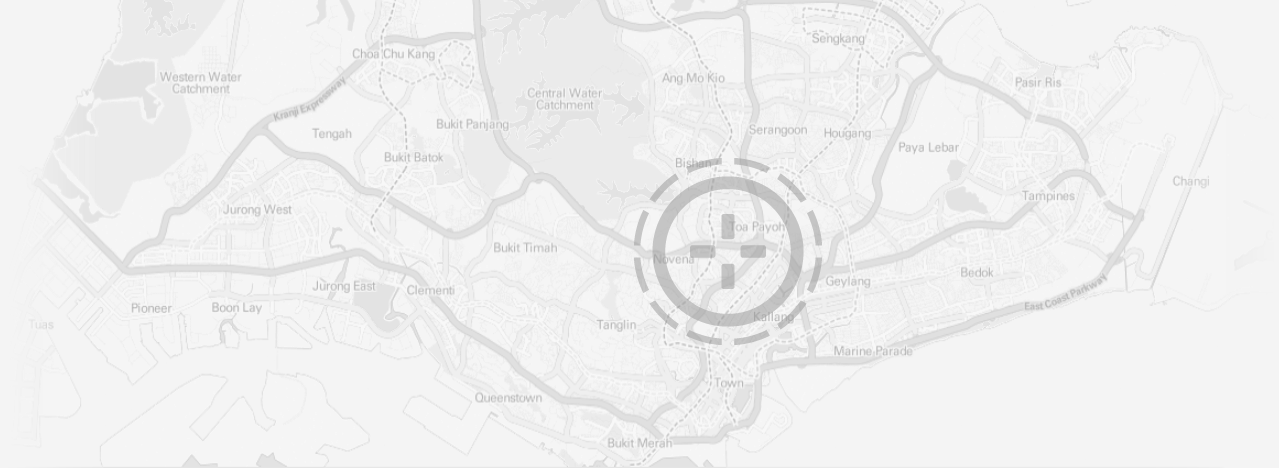 Sengkang
Choa Chu Kang
Western Water
Catchment
Ang Mo Kio
Pasir Ris
Central Water
Catchment
Kranji Expressway
Tengah
Bukit Panjang
Serangoon
Hougang
Paya Lebar
Bukit Batok
Bishan
Changi
Tampines
Jurong West
Toa Payoh
Bukit Timah
Novena
Bedok
Jurong East
Clementi
Geylang
East Coast Parkway
Pioneer
Boon Lay
Kallang
Tuas
Tanglin
Marine Parade
Town
Queenstown
Bukit Merah